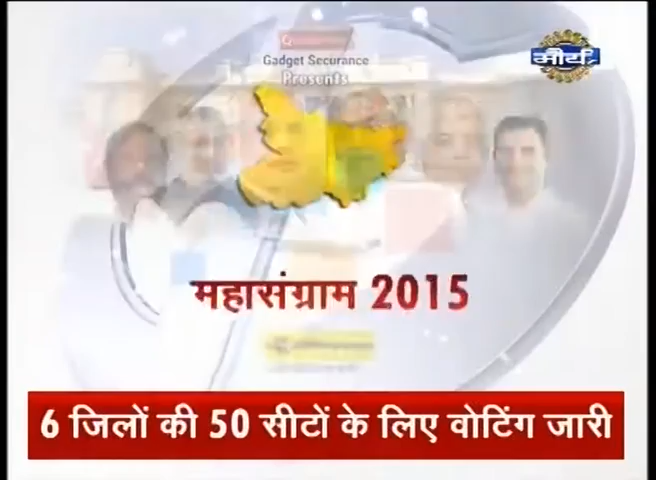 Gadget Securance
Presents
मौर्य
महासंग्राम 2015
6 जिलों की 50 सीटों के लिए वोटिंग जारी